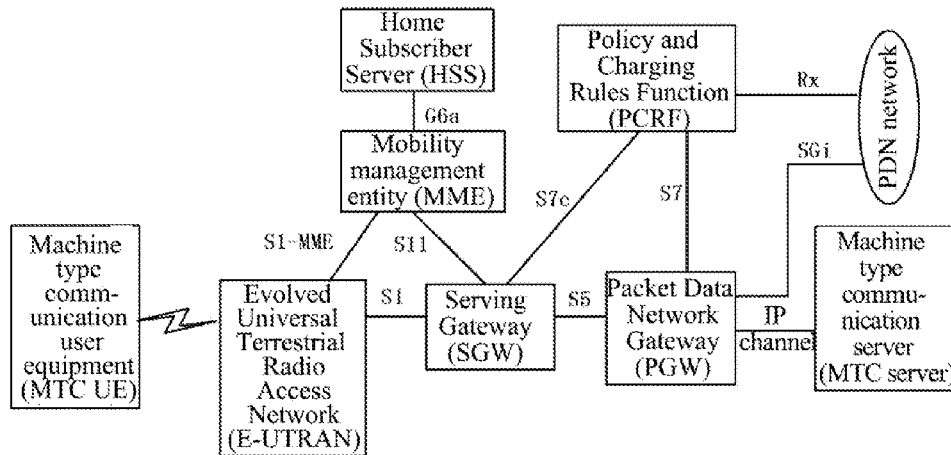 Home
Subscriber
Server (HSS)
G6a
Mobility
management
entity (MME)
Policy and
Charging
Rules Function
(PCRF)
Rx
SGi
PDN network
S7c
S7
S1-MME
S11
Machine
type
comm-
unication
user
equipment
(MTC UE)
Evolved
Universal
Terrestrial
Radio
Access
Network
(E-UTRAN)
S1
Serving
Gateway
(SGW)
S5
Packet Data
Network
Gateway
(PGW)
IP
channel
Machine
type
commu-
nication
server
(MTC server)